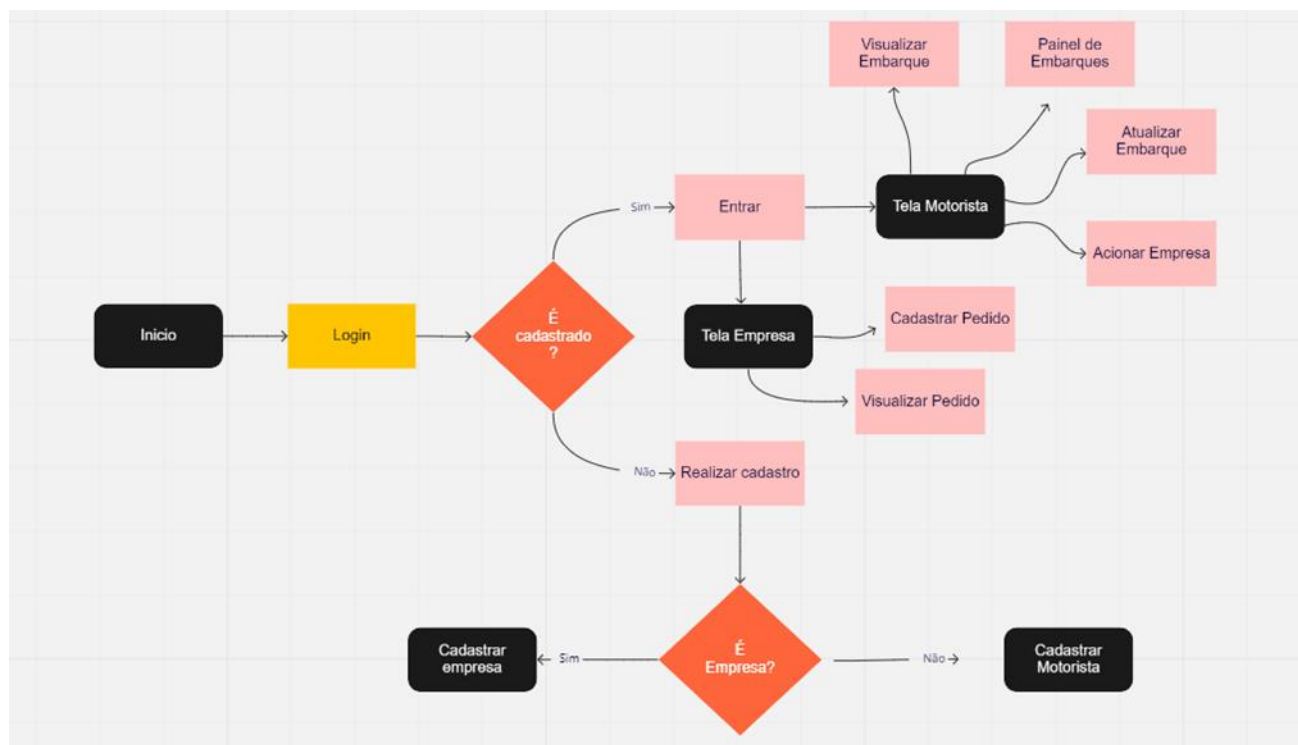 Visualizar
Embarque
Painel de
Embarques
Atualizar
Embarque
Sim
Entrar
Tela Motorista
Acionar Empresa
Inicio
Login
É
cadastrado
?
Tela Empresa
Cadastrar Pedido
Visualizar Pedido
Não
Realizar cadastro
Cadastrar
empresa
Sim
É
Empresa?
Não
Cadastrar
Motorista